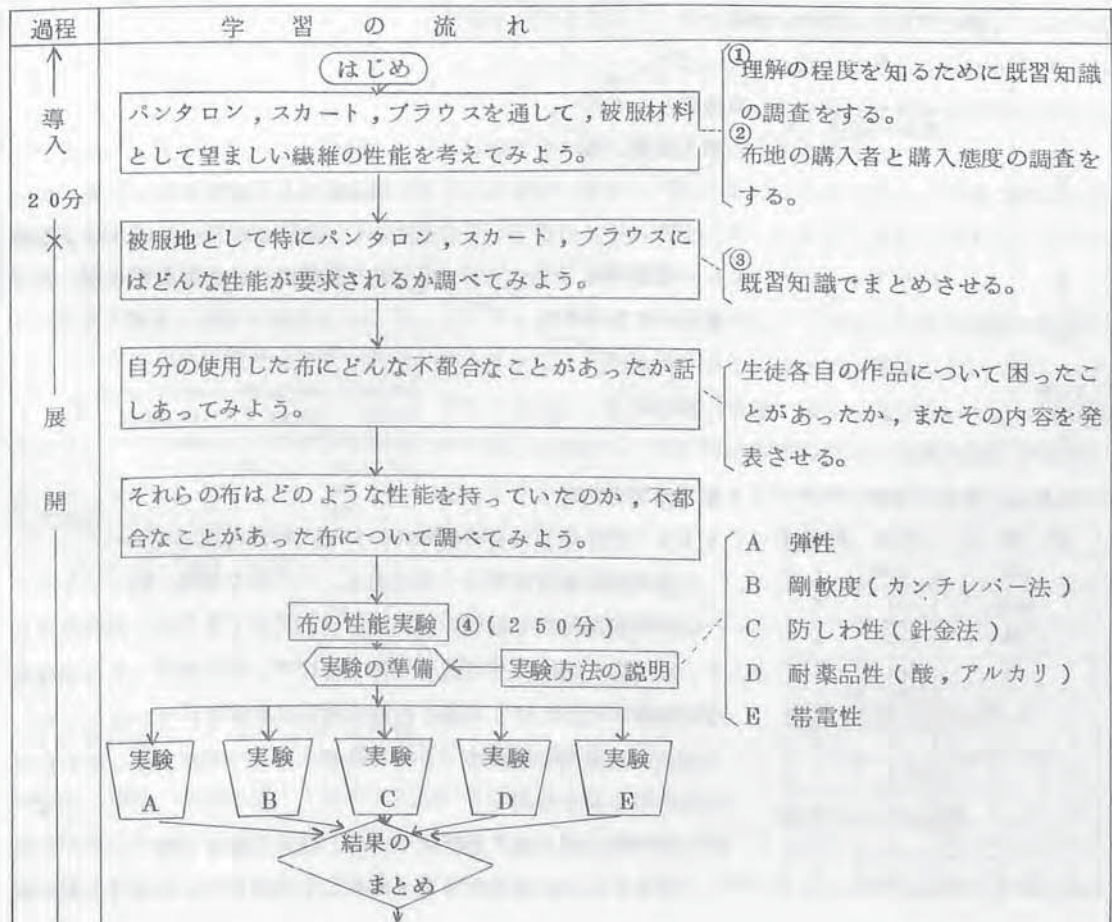 過程
学習の流れ
はじめ
導入
20分
パンタロン，スカート，ブラウスを通して，被服材料
として望ましい繊維の性能を考えてみよう。
①理解の程度を知るために既習知識
の調査をする。
②布地の購入者と購入態度の調査を
する。
被服地として特にパンタロン，スカート，ブラウスに
はどんな性能が要求されるか調べてみよう。
③既習知識でまとめさせる。
展開
自分の使用した布にどんな不都合なことがあったか話
しあってみよう。
生徒各自の作品について困ったこ
とがあったか，またその内容を発
表させる。
それらの布はどのような性能を持っていたのか，不都
合なことがあった布について調べてみよう。
布の性能実験 ④（250分）
実験の準備
実験方法の説明
A 弾性
B 剛軟度（カンチレバー法）
C 防しわ性（針金法）
D 耐薬品性（酸，アルカリ）
E 帯電性
実験
A
実験
B
実験
C
実験
D
実験
E
結果の
まとめ